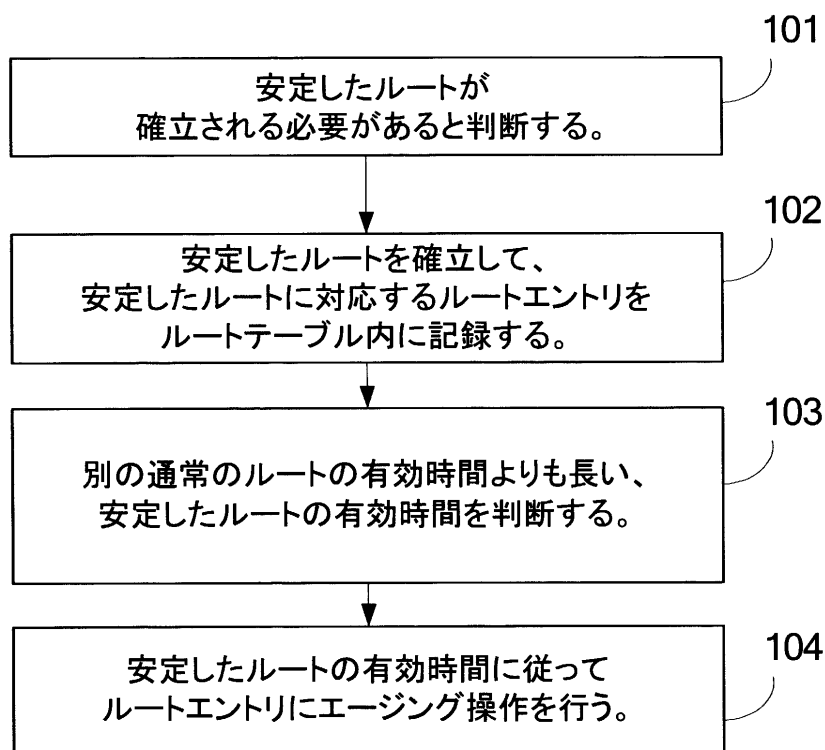 101
安定したルートが
確立される必要があると判断する。
102
安定したルートを確立して、
安定したルートに対応するルートエントリを
ルートテーブル内に記録する。
103
別の通常のルートの有効時間よりも長い、
安定したルートの有効時間を判断する。
104
安定したルートの有効時間に従って
ルートエントリにエージング操作を行う。